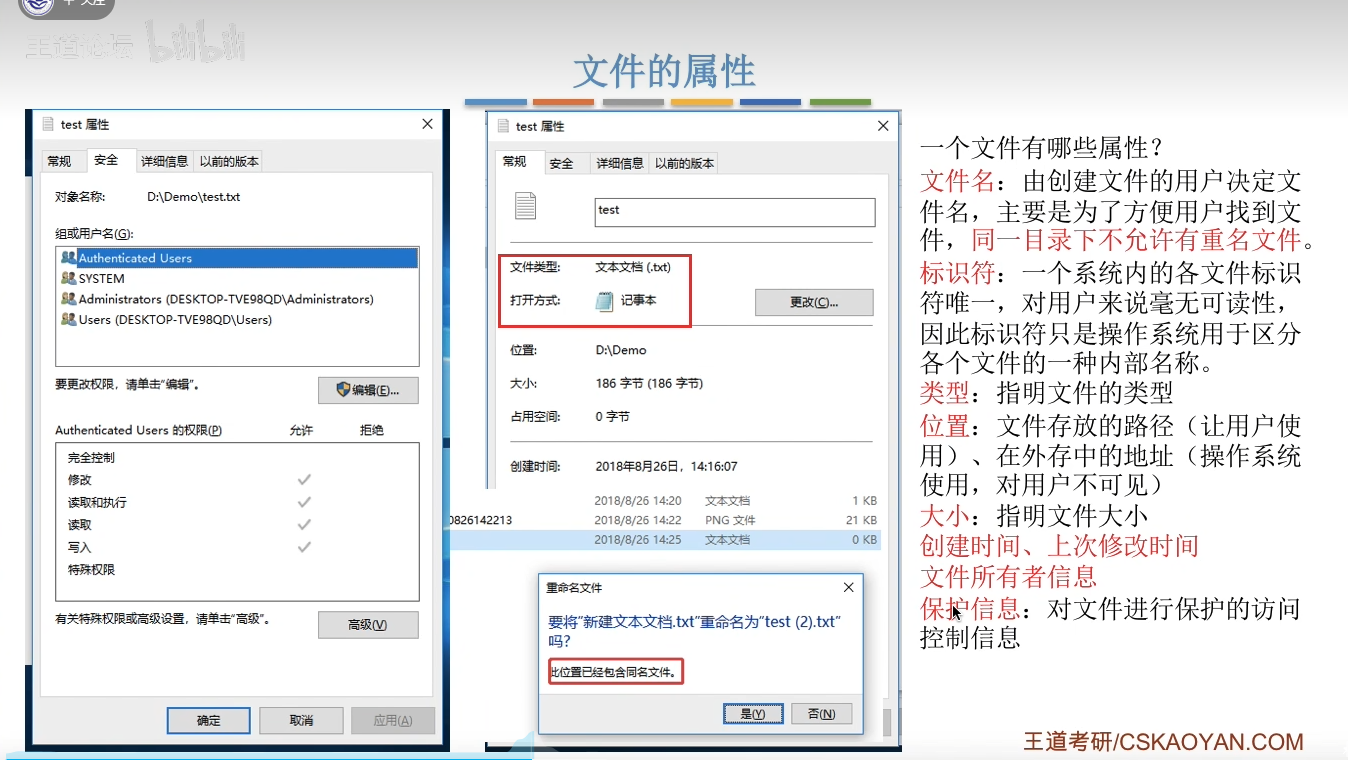 + 关注
王道论坛 bilibili
文件的属性
test 属性
常规 安全 详细信息 以前的版本
对象名称: D:\Demo\test.txt
组或用户名(G):
Authenticated Users
SYSTEM
Administrators (DESKTOP-TVE98QD\Administrators)
Users (DESKTOP-TVE98QD\Users)
要更改权限，请单击"编辑"。
编辑(E)...
Authenticated Users 的权限(P) 允许 拒绝
完全控制
修改
读取和执行
读取
写入
特殊权限
有关特殊权限或高级设置，请单击"高级"。
高级(V)
确定 取消 应用(A)
test 属性
常规 安全 详细信息 以前的版本
test
文件类型: 文本文档 (.txt)
打开方式: 记事本
更改(C)...
位置: D:\Demo
大小: 186 字节 (186 字节)
占用空间: 0 字节
创建时间: 2018年8月26日，14:16:07
2018/8/26 14:20 文本文档 1 KB
0826142213 2018/8/26 14:22 PNG 文件 21 KB
2018/8/26 14:25 文本文档 0 KB
重命名文件
要将"新建文本文档.txt"重命名为"test (2).txt"
吗?
此位置已经包含同名文件。
是(Y) 否(N)
一个文件有哪些属性？
文件名：由创建文件的用户决定文
件名，主要是为了方便用户找到文
件，同一目录下不允许有重名文件。
标识符：一个系统内的各文件标识
符唯一，对用户来说毫无可读性，
因此标识符只是操作系统用于区分
各个文件的一种内部名称。
类型：指明文件的类型
位置：文件存放的路径（让用户使
用）、在外存中的地址（操作系统
使用，对用户不可见）
大小：指明文件大小
创建时间、上次修改时间
文件所有者信息
保护信息：对文件进行保护的访问
控制信息
王道考研/CSKAOYAN.COM